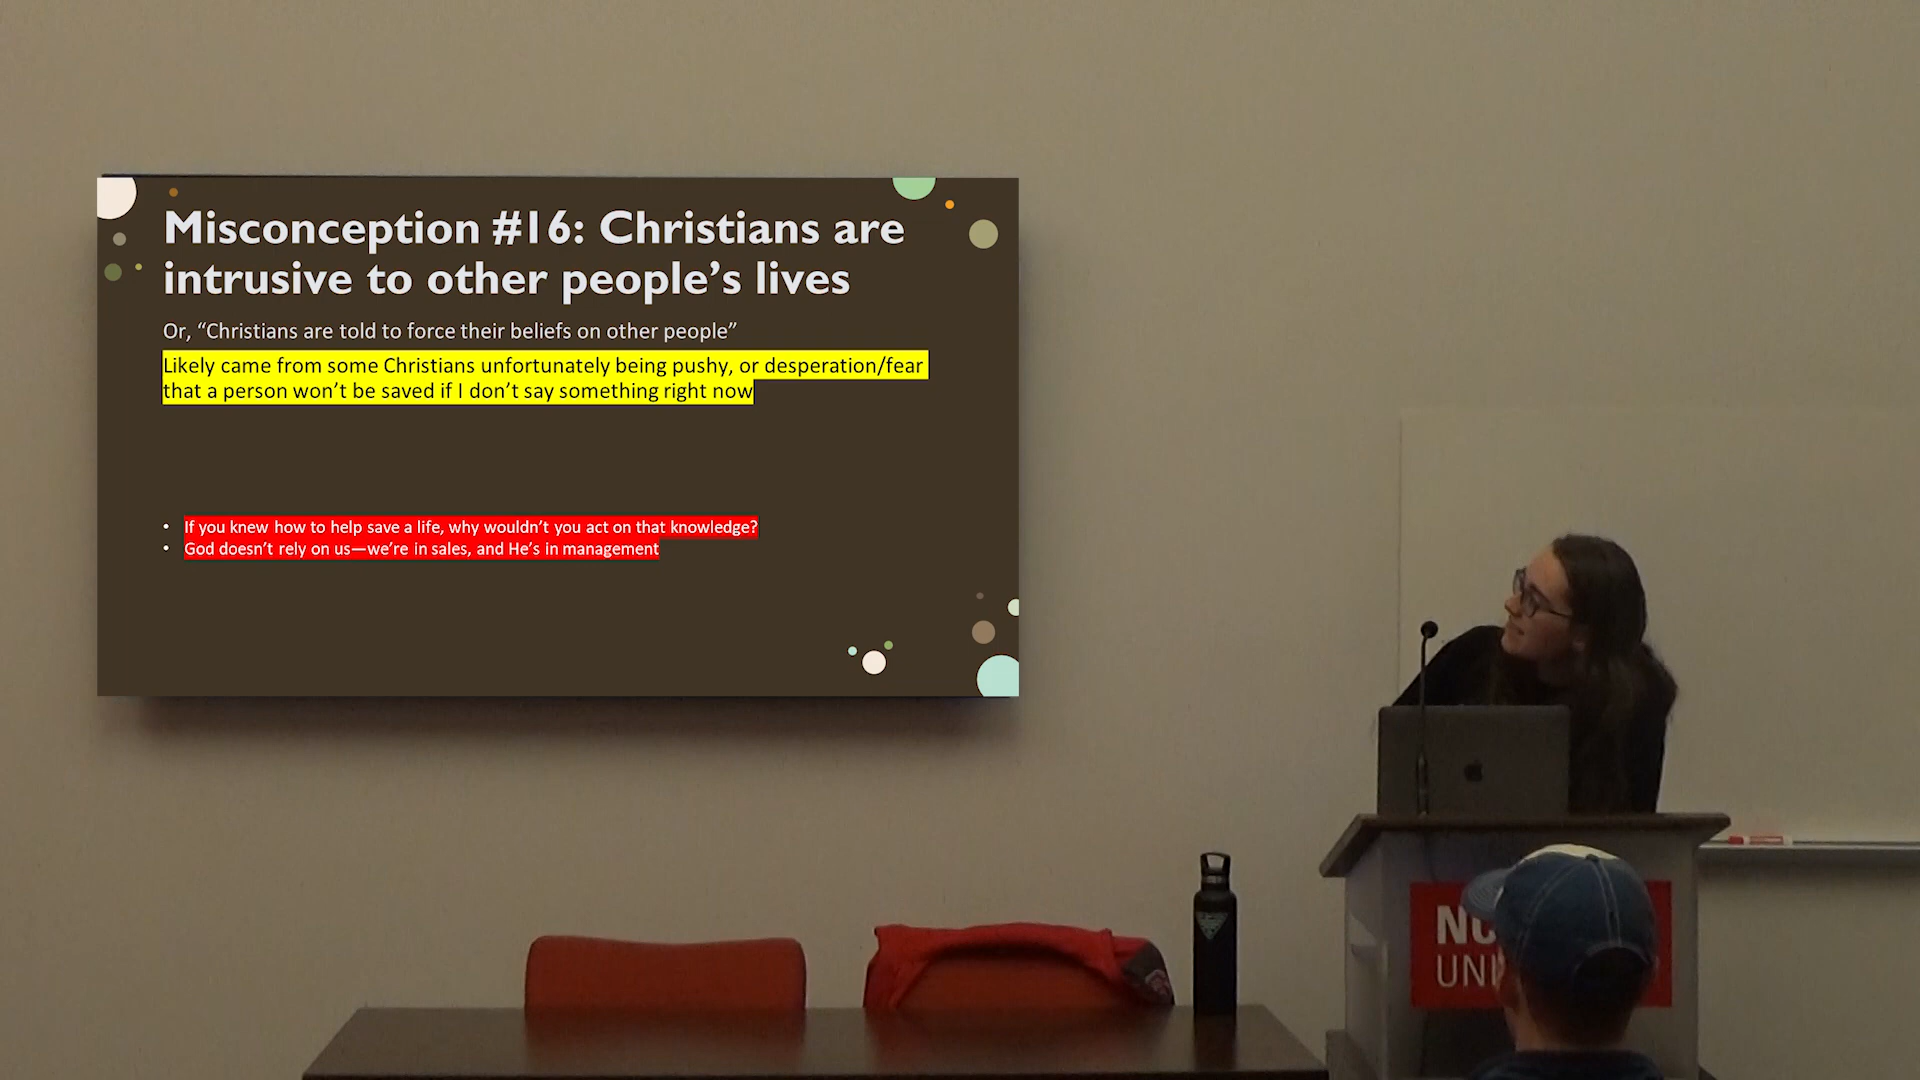 Misconception #16: Christians are
intrusive to other people's lives
Or, “Christians are told to force their beliefs on other people”
Likely came from some Christians unfortunately being pushy, or desperation/fear
that a person won't be saved if I don't say something right now
• If you knew how to help save a life, why wouldn't you act on that knowledge?
• God doesn't rely on us—we're in sales, and He's in management
NC
UNI